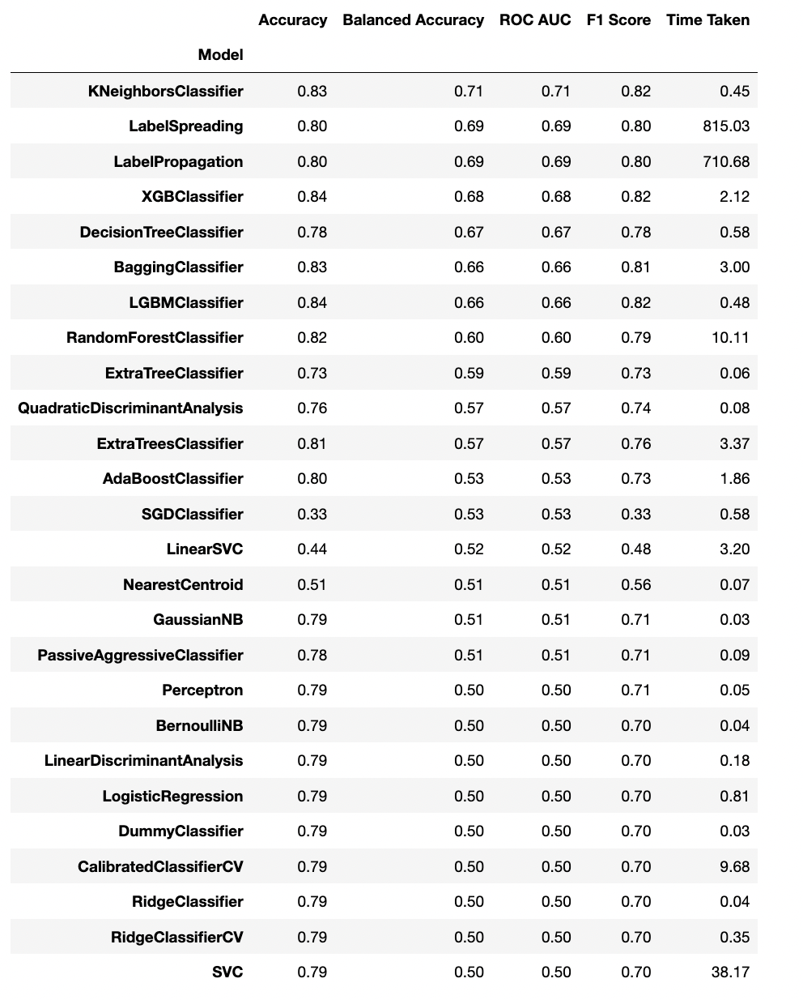 Accuracy Balanced Accuracy ROC AUC F1 Score Time Taken
Model
KNeighborsClassifier 0.83 0.71 0.71 0.82 0.45
LabelSpreading 0.80 0.69 0.69 0.80 815.03
LabelPropagation 0.80 0.69 0.69 0.80 710.68
XGBClassifier 0.84 0.68 0.68 0.82 2.12
DecisionTreeClassifier 0.78 0.67 0.67 0.78 0.58
BaggingClassifier 0.83 0.66 0.66 0.81 3.00
LGBMClassifier 0.84 0.66 0.66 0.82 0.48
RandomForestClassifier 0.82 0.60 0.60 0.79 10.11
ExtraTreeClassifier 0.73 0.59 0.59 0.73 0.06
QuadraticDiscriminantAnalysis 0.76 0.57 0.57 0.74 0.08
ExtraTreesClassifier 0.81 0.57 0.57 0.76 3.37
AdaBoostClassifier 0.80 0.53 0.53 0.73 1.86
SGDClassifier 0.33 0.53 0.53 0.33 0.58
LinearSVC 0.44 0.52 0.52 0.48 3.20
NearestCentroid 0.51 0.51 0.51 0.56 0.07
GaussianNB 0.79 0.51 0.51 0.71 0.03
PassiveAggressiveClassifier 0.78 0.51 0.51 0.71 0.09
Perceptron 0.79 0.50 0.50 0.71 0.05
BernoulliNB 0.79 0.50 0.50 0.70 0.04
LinearDiscriminantAnalysis 0.79 0.50 0.50 0.70 0.18
LogisticRegression 0.79 0.50 0.50 0.70 0.81
DummyClassifier 0.79 0.50 0.50 0.70 0.03
CalibratedClassifierCV 0.79 0.50 0.50 0.70 9.68
RidgeClassifier 0.79 0.50 0.50 0.70 0.04
RidgeClassifierCV 0.79 0.50 0.50 0.70 0.35
SVC 0.79 0.50 0.50 0.70 38.17